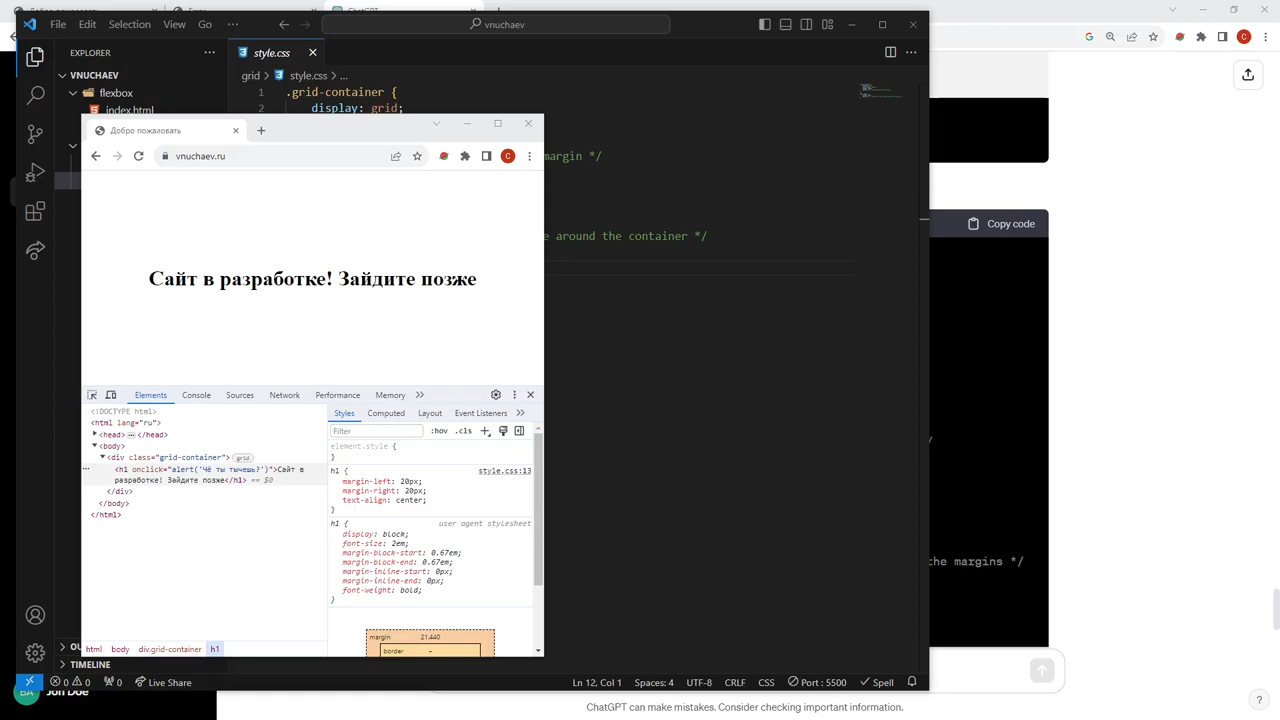 ChatGPT
File Edit Selection View Go ··· vnuchaev
EXPLORER
style.css
VNUCHAEV
grid > style.css > ...
flexbox
index.html
1 .grid-container {
2 display: grid;
margin */
e around the container */
Добро пожаловать
vnuchaev.ru
Сайт в разработке! Зайдите позже
Elements Console Sources Network Performance Memory
<!DOCTYPE html>
<html lang="ru">
<head> ··· </head>
<body>
<div class="grid-container"> grid
<h1 onclick="alert('Чё ты тычешь?')">Сайт в
разработке! Зайдите позже</h1> == $0
</div>
</body>
</html>
html body div.grid-container h1
Styles Computed Layout Event Listeners
Filter :hov .cls
element.style {
}
h1 { style.css:13
margin-left: 20px;
margin-right: 20px;
text-align: center;
}
h1 { user agent stylesheet
display: block;
font-size: 2em;
margin-block-start: 0.67em;
margin-block-end: 0.67em;
margin-inline-start: 0px;
margin-inline-end: 0px;
font-weight: bold;
}
margin 21.440
border -
TIMELINE
0 0 0 Live Share
Ln 12, Col 1 Spaces: 4 UTF-8 CRLF CSS Port : 5500 Spell
Copy code
he margins */
Jon Doe
ChatGPT can make mistakes. Consider checking important information.
?